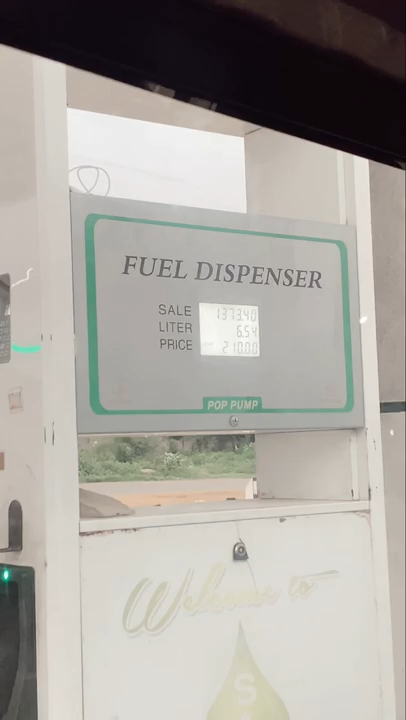 FUEL DISPENSER
SALE 1373.40
LITER 6.54
PRICE 210.00
POP PUMP
Welcome to
S
A